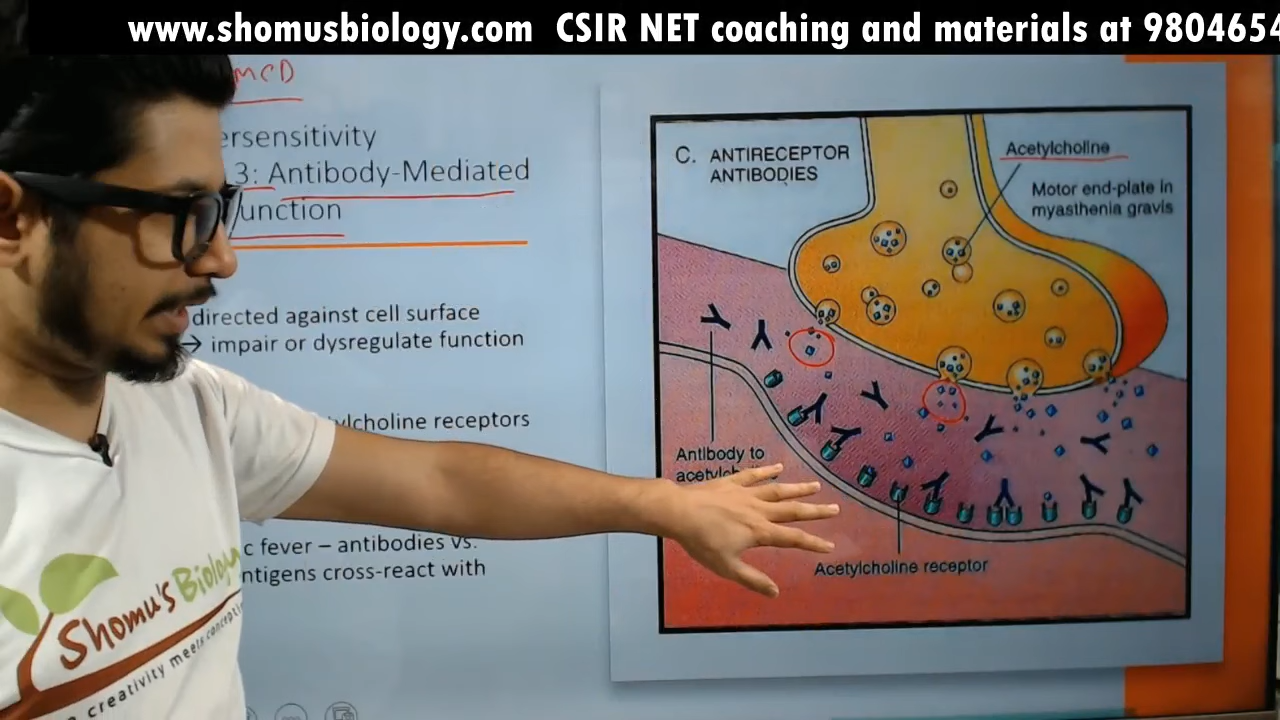 www.shomusbiology.com CSIR NET coaching and materials at 9804654
MCD
ersensitivity
3: Antibody-Mediated
unction
directed against cell surface
→ impair or dysregulate function
ylcholine receptors
c fever – antibodies vs.
ntigens cross-react with
C. ANTIRECEPTOR
ANTIBODIES
Acetylcholine
Motor end-plate in
myasthenia gravis
Antibody to
Acetylcholine receptor
Shomu's Biology
creativity meets